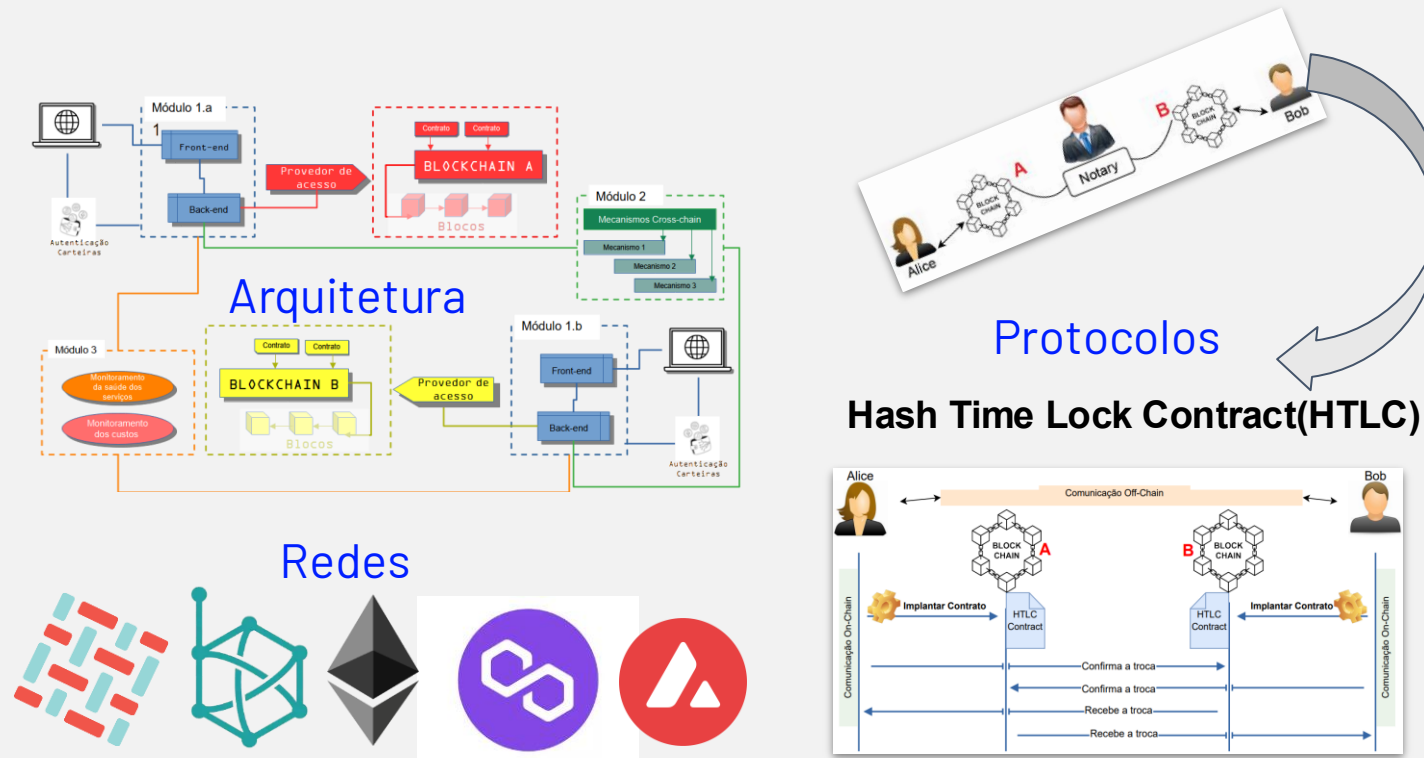 Módulo 1.a
1
Front-end
Back-end
Autenticação
Carteiras
Provedor de
acesso
Contrato
Contrato
BLOCKCHAIN A
Blocos
Módulo 2
Mecanismos Cross-chain
Mecanismo 1
Mecanismo 2
Mecanismo 3
Arquitetura
Módulo 3
Monitoramento
da saúde dos
serviços
Monitoramento
dos custos
Contrato
Contrato
BLOCKCHAIN B
Blocos
Provedor de
acesso
Módulo 1.b
Front-end
Back-end
Autenticação
Carteiras
Redes
Alice
A
BLOCK
CHAIN
Notary
B
BLOCK
CHAIN
Bob
Protocolos
Hash Time Lock Contract(HTLC)
Alice
Bob
Comunicação Off-Chain
BLOCK
CHAIN
A
B
BLOCK
CHAIN
Comunicação On-Chain
Implantar Contrato
HTLC
Contract
HTLC
Contract
Implantar Contrato
Comunicação On-Chain
Confirma a troca
Confirma a troca
Recebe a troca
Recebe a troca